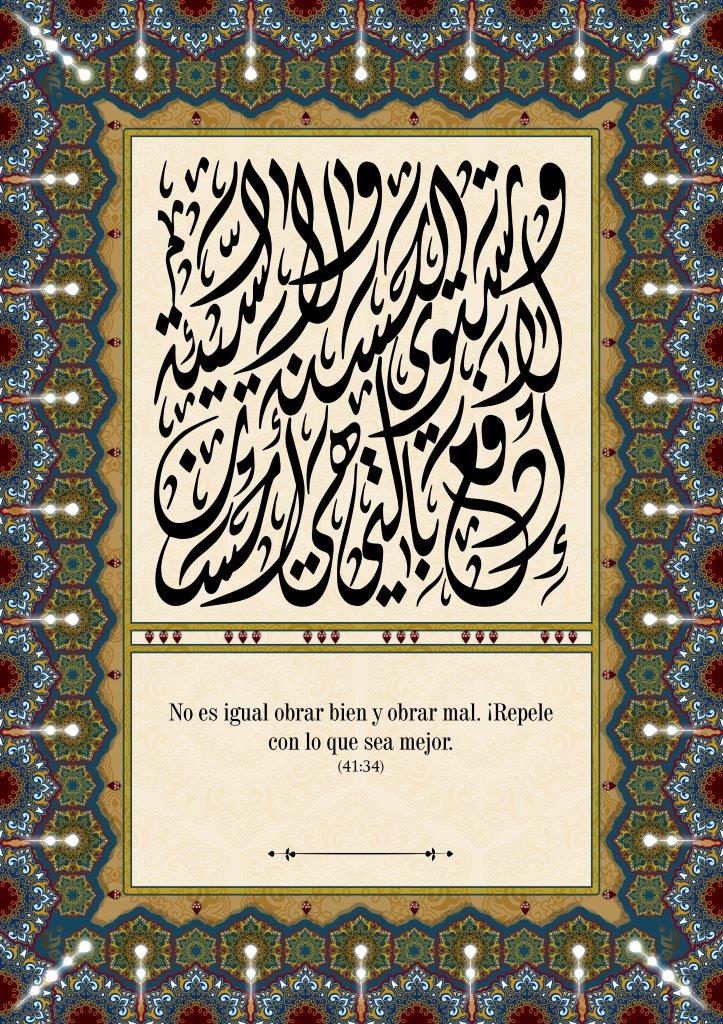 ولا تستوي الحسنة ولا السيئة
إدفع بالتي هي أحسن
No es igual obrar bien y obrar mal. ¡Repele
con lo que sea mejor.
(41:34)